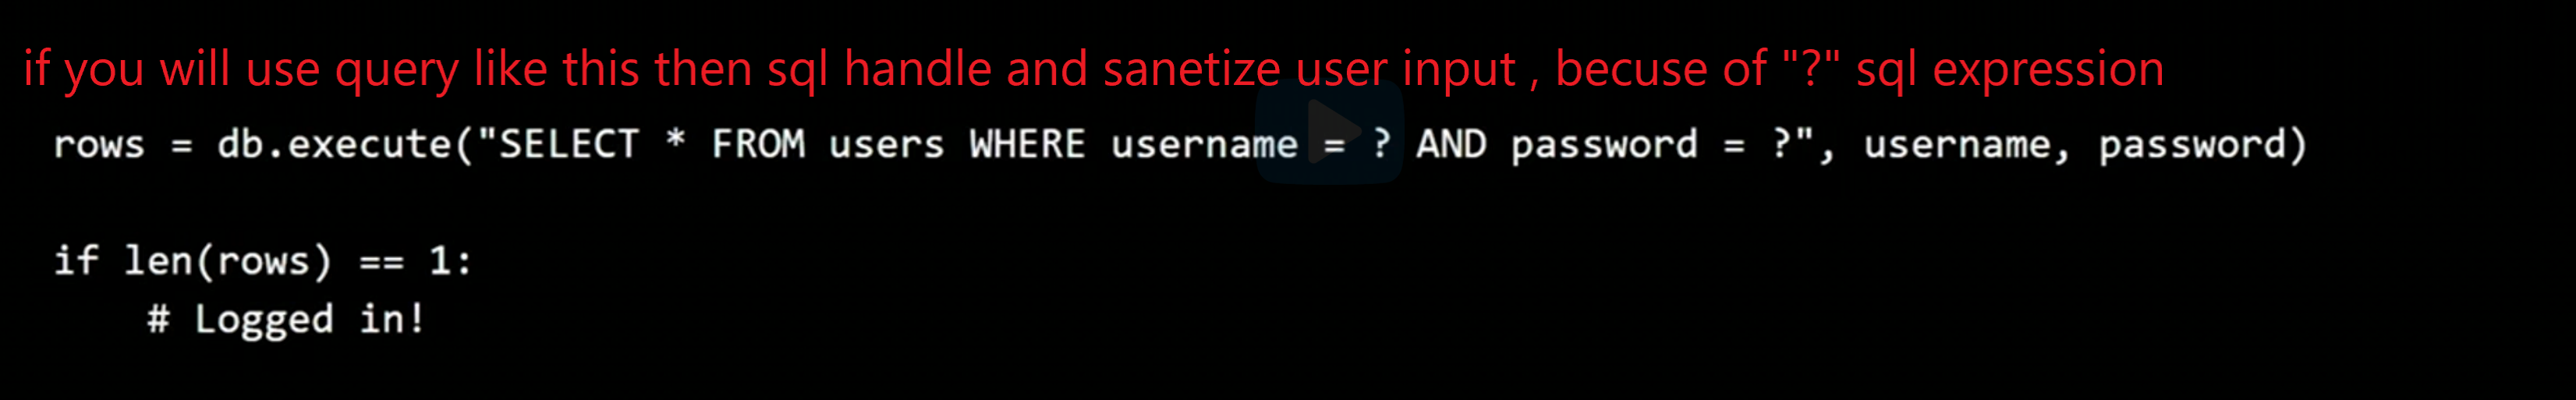 if you will use query like this then sql handle and sanetize user input , becuse of "?" sql expression
rows = db.execute("SELECT * FROM users WHERE username = ? AND password = ?", username, password)
if len(rows) == 1:
# Logged in!